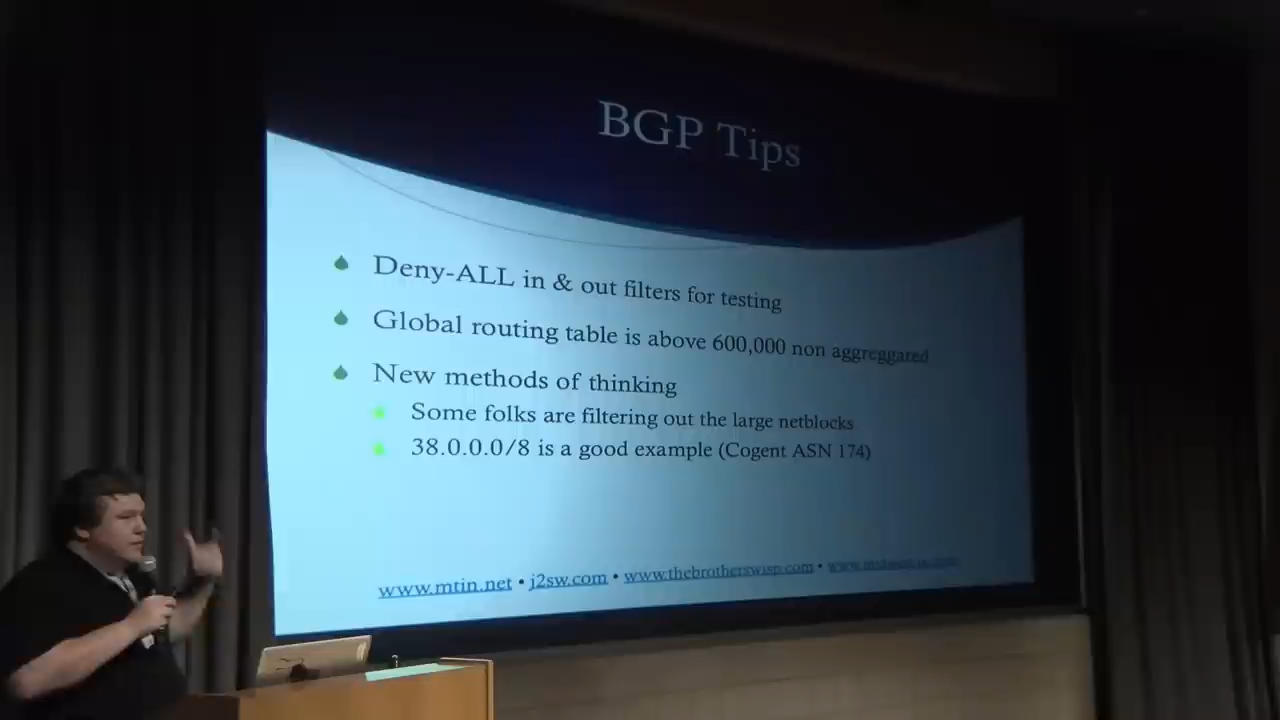 BGP Tips
Deny-ALL in & out filters for testing
Global routing table is above 600,000 non aggreggared
New methods of thinking
Some folks are filtering out the large netblocks
38.0.0.0/8 is a good example (Cogent ASN 174)
www.mtin.net • j2sw.com • www.thebrotherswisp.com •